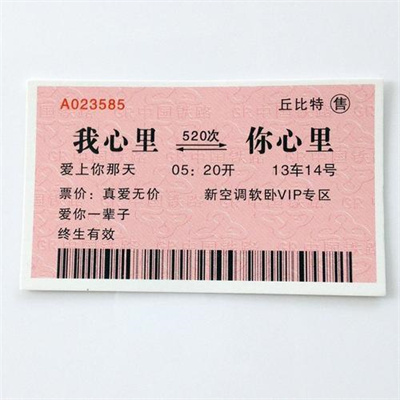 A023585 丘比特 售
我心里 520次 你心里
爱上你那天 05：20开 13车14号
票价：真爱无价 新空调软卧VIP专区
爱你一辈子
终生有效